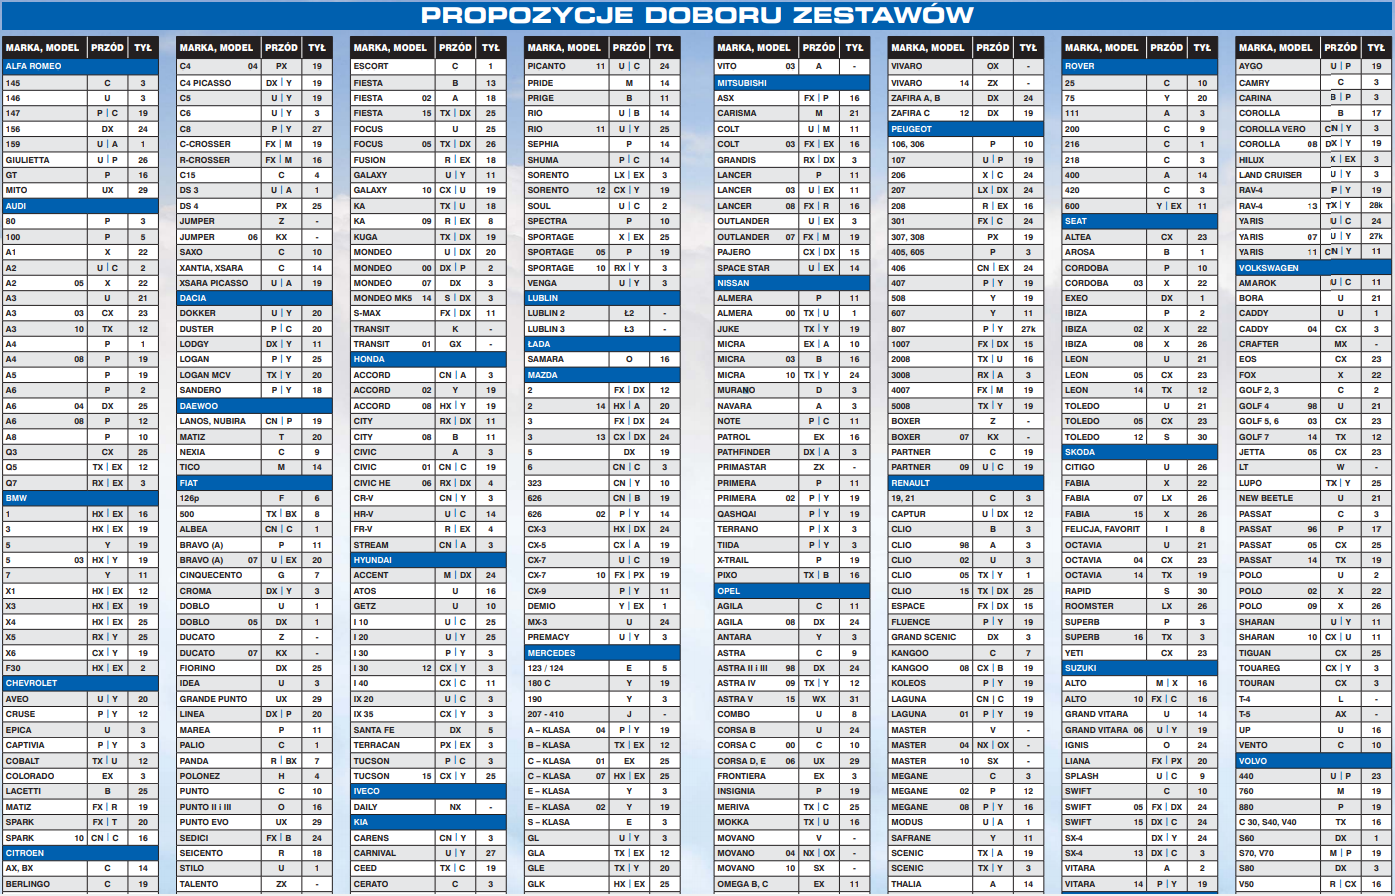 PROPOZYCJE DOBORU ZESTAWÓW
MARKA, MODEL PRZÓD TYŁ
ALFA ROMEO
145 C 3
146 U 3
147 P | C 19
156 DX 24
159 U | A 1
GIULIETTA U | P 26
GT P 16
MITO UX 29
AUDI
80 P 3
100 P 5
A1 X 22
A2 U | C 2
A2 05 X 22
A3 U 21
A3 03 CX 23
A3 10 TX 12
A4 P 1
A4 08 P 19
A5 P 19
A6 P 2
A6 04 DX 25
A6 08 P 12
A8 P 10
Q3 CX 25
Q5 TX | EX 12
Q7 RX | EX 3
BMW
1 HX | EX 16
3 HX | EX 19
5 Y 19
5 03 HX | Y 19
7 Y 11
X1 HX | EX 12
X3 HX | EX 19
X4 HX | EX 25
X5 RX | Y 25
X6 CX | Y 19
F30 HX | EX 2
CHEVROLET
AVEO U | Y 20
CRUSE P | Y 12
EPICA U 3
CAPTIVIA P | Y 3
COBALT TX | U 12
COLORADO EX 3
LACETTI B 25
MATIZ FX | R 19
SPARK FX | T 20
SPARK 10 CN | C 16
CITROEN
AX, BX C 14
BERLINGO C 19
MARKA, MODEL PRZÓD TYŁ
C4 04 PX 19
C4 PICASSO DX | Y 19
C5 U | Y 19
C6 U | Y 3
C8 P | Y 27
C-CROSSER FX | M 19
R-CROSSER FX | M 16
C15 C 4
DS 3 U | A 1
DS 4 PX 25
JUMPER Z -
JUMPER 06 KX -
SAXO C 10
XANTIA, XSARA C 14
XSARA PICASSO U | A 19
DACIA
DOKKER U | Y 20
DUSTER P | C 20
LODGY DX | Y 11
LOGAN P | Y 25
LOGAN MCV TX | Y 20
SANDERO P | Y 18
DAEWOO
LANOS, NUBIRA CN | P 19
MATIZ T 20
NEXIA C 9
TICO M 14
FIAT
126p F 6
500 TX | BX 8
ALBEA CN | C 1
BRAVO (A) P 11
BRAVO (A) 07 U | EX 20
CINQUECENTO G 7
CROMA DX | Y 3
DOBLO U 1
DOBLO 05 DX 1
DUCATO Z -
DUCATO 07 KX -
FIORINO DX 25
IDEA U 3
GRANDE PUNTO UX 29
LINEA DX | P 20
MAREA P 11
PALIO C 1
PANDA R | BX 7
POLONEZ H 4
PUNTO C 10
PUNTO II i III O 16
PUNTO EVO UX 29
SEDICI FX | B 24
SEICENTO R 18
STILO U 1
TALENTO ZX -
MARKA, MODEL PRZÓD TYŁ
ESCORT C 1
FIESTA B 13
FIESTA 02 A 18
FIESTA 15 TX | DX 25
FOCUS U 25
FOCUS 05 TX | DX 26
FUSION R | EX 18
GALAXY U | Y 11
GALAXY 10 CX | U 19
KA TX | U 18
KA 09 R | EX 8
KUGA TX | DX 19
MONDEO U | DX 20
MONDEO 00 DX | P 2
MONDEO 07 DX 3
MONDEO MK5 14 S | DX 3
S-MAX FX | DX 11
TRANSIT K -
TRANSIT 01 GX -
HONDA
ACCORD CN | A 3
ACCORD 02 Y 19
ACCORD 08 HX | Y 19
CITY RX | DX 11
CITY 08 B 11
CIVIC A 3
CIVIC 01 CN | C 19
CIVIC HE 06 RX | DX 4
CR-V CN | Y 3
HR-V U | C 14
FR-V R | EX 4
STREAM CN | A 3
HYUNDAI
ACCENT M | DX 24
ATOS U 16
GETZ U 10
I 10 U | C 25
I 20 U | Y 25
I 30 P | Y 3
I 30 12 CX | Y 3
I 40 CX | C 11
IX 20 U | C 3
IX 35 CX | Y 3
SANTA FE DX 5
TERRACAN PX | EX 3
TUCSON P | C 3
TUCSON 15 CX | Y 25
IVECO
DAILY NX -
KIA
CARENS CN | Y 3
CARNIVAL U | Y 27
CEED TX | C 19
CERATO C 3
MARKA, MODEL PRZÓD TYŁ
PICANTO 11 U | C 24
PRIDE M 14
PRIGE B 11
RIO U | B 14
RIO 11 U | Y 25
SEPHIA P 14
SHUMA P | C 14
SORENTO LX | EX 3
SORENTO 12 CX | Y 19
SOUL U | C 2
SPECTRA P 10
SPORTAGE X | EX 25
SPORTAGE 05 P 19
SPORTAGE 10 RX | Y 3
VENGA U | Y 3
LUBLIN
LUBLIN 2 Ł2 -
LUBLIN 3 Ł3 -
ŁADA
SAMARA O 16
MAZDA
2 FX | DX 12
2 14 HX | A 20
3 FX | DX 24
3 13 CX | DX 24
5 DX 19
6 CN | C 3
323 CN | Y 10
626 CN | B 19
626 02 P | Y 14
CX-3 HX | DX 24
CX-5 CX | A 19
CX-7 U | C 19
CX-7 10 FX | PX 19
CX-9 P | Y 11
DEMIO Y | EX 1
MX-3 U 24
PREMACY U | Y 3
MERCEDES
123 / 124 E 5
180 C Y 19
190 Y 3
207 - 410 J -
A – KLASA 04 P | Y 19
B – KLASA TX | EX 12
C – KLASA 01 EX 25
C – KLASA 07 HX | EX 25
E – KLASA Y 3
E – KLASA 02 Y 19
S – KLASA E 3
GL U | Y 3
GLA TX | EX 12
GLE TX | Y 25
GLK HX | EX 25
MARKA, MODEL PRZÓD TYŁ
VITO 03 A -
MITSUBISHI
ASX FX | P 16
CARISMA M 21
COLT U | M 11
COLT 03 FX | EX 16
GRANDIS RX | DX 3
LANCER P 11
LANCER 03 U | EX 11
LANCER 08 FX | R 16
OUTLANDER U | EX 3
OUTLANDER 07 FX | M 19
PAJERO CX | DX 15
SPACE STAR U | EX 14
NISSAN
ALMERA P 11
ALMERA 00 TX | U 1
JUKE TX | Y 19
MICRA EX | A 10
MICRA 03 B 16
MICRA 10 TX | Y 24
MURANO D 3
NAVARA A 3
NOTE P | C 11
PATROL EX 16
PATHFINDER DX | A 3
PRIMASTAR ZX -
PRIMERA P 11
PRIMERA 02 P | Y 19
QASHQAI P | Y 19
TERRANO P | X 3
TIIDA P | Y 3
X-TRAIL P 19
PIXO TX | B 16
OPEL
AGILA C 11
AGILA 08 DX 24
ANTARA Y 3
ASTRA C 9
ASTRA II i III 98 DX 24
ASTRA IV 09 TX | Y 12
ASTRA V 15 WX 31
COMBO U 8
CORSA B U 24
CORSA C 00 C 10
CORSA D, E 06 UX 29
FRONTIERA EX 3
INSIGNIA P 19
MERIVA TX | C 25
MOKKA TX | U 16
MOVANO V -
MOVANO 04 NX | OX -
MOVANO 10 SX -
OMEGA B, C EX 11
MARKA, MODEL PRZÓD TYŁ
VIVARO OX -
VIVARO 14 ZX -
ZAFIRA A, B DX 24
ZAFIRA C 12 DX 19
PEUGEOT
106, 306 P 10
107 U | P 19
206 X | C 24
207 LX | DX 24
208 R | EX 16
301 FX | C 24
307, 308 PX 19
405, 605 P 3
406 CN | EX 24
407 P | Y 19
508 Y 19
607 Y 11
807 P | Y 27k
1007 FX | DX 15
2008 TX | U 16
3008 RX | A 3
4007 FX | M 19
5008 TX | Y 19
BOXER Z -
BOXER 07 KX -
PARTNER C 19
PARTNER 09 U | C 19
RENAULT
19, 21 C 3
CAPTUR U | DX 12
CLIO B 3
CLIO 98 A 3
CLIO 02 U 3
CLIO 05 TX | Y 1
CLIO 15 TX | DX 25
ESPACE FX | DX 15
FLUENCE P | Y 19
GRAND SCENIC DX 3
KANGOO C 7
KANGOO 08 CX | B 19
KOLEOS P | Y 19
LAGUNA CN | C 19
LAGUNA 01 P | Y 19
MASTER V -
MASTER 04 NX | OX -
MASTER 10 SX -
MEGANE C 3
MEGANE 02 P 12
MEGANE 08 P | Y 16
MODUS U | A 1
SAFRANE Y 11
SCENIC TX | A 19
SCENIC TX | Y 3
THALIA A 14
MARKA, MODEL PRZÓD TYŁ
ROVER
25 C 10
75 Y 20
111 A 3
200 C 9
216 C 1
218 C 3
400 A 14
420 C 3
600 Y | EX 11
SEAT
ALTEA CX 23
AROSA B 1
CORDOBA P 10
CORDOBA 03 X 22
EXEO DX 1
IBIZA P 2
IBIZA 02 X 22
IBIZA 08 X 26
LEON U 21
LEON 05 CX 23
LEON 14 TX 12
TOLEDO U 21
TOLEDO 05 CX 23
TOLEDO 12 S 30
SKODA
CITIGO U 26
FABIA X 22
FABIA 07 LX 26
FABIA 15 X 26
FELICJA, FAVORIT I 8
OCTAVIA U 21
OCTAVIA 04 CX 23
OCTAVIA 14 TX 19
RAPID S 30
ROOMSTER LX 26
SUPERB P 3
SUPERB 16 TX 3
YETI CX 23
SUZUKI
ALTO M | X 16
ALTO 10 FX | C 16
GRAND VITARA U 14
GRAND VITARA 06 U | Y 19
IGNIS O 24
LIANA FX | PX 20
SPLASH U | C 9
SWIFT C 10
SWIFT 05 FX | DX 24
SWIFT 15 DX | C 24
SX-4 DX | Y 24
SX-4 13 DX | C 3
VITARA A 2
VITARA 14 P | Y 19
MARKA, MODEL PRZÓD TYŁ
AYGO U | P 19
CAMRY C 3
CARINA B | P 3
COROLLA B 17
COROLLA VERO CN | Y 3
COROLLA 08 DX | Y 19
HILUX X | EX 3
LAND CRUISER U | Y 3
RAV-4 P | Y 19
RAV-4 13 TX | Y 28k
YARIS U | C 24
YARIS 07 U | Y 27k
YARIS 11 CN | Y 11
VOLKSWAGEN
AMAROK U | C 11
BORA U 21
CADDY U 1
CADDY 04 CX 3
CRAFTER MX -
EOS CX 23
FOX X 22
GOLF 2, 3 C 2
GOLF 4 98 U 21
GOLF 5, 6 03 CX 23
GOLF 7 14 TX 12
JETTA 05 CX 23
LT W -
LUPO TX | Y 25
NEW BEETLE U 21
PASSAT C 3
PASSAT 96 P 17
PASSAT 05 CX 25
PASSAT 14 TX 19
POLO U 2
POLO 02 X 22
POLO 09 X 26
SHARAN U | Y 11
SHARAN 10 CX | U 11
TIGUAN CX 25
TOUAREG CX | Y 3
TOURAN CX 3
T-4 L -
T-5 AX -
UP U 16
VENTO C 10
VOLVO
440 U | P 23
760 M 19
880 P 19
C 30, S40, V40 TX 16
S60 DX 1
S70, V70 M | P 19
S80 DX 3
V50 R | CX 16